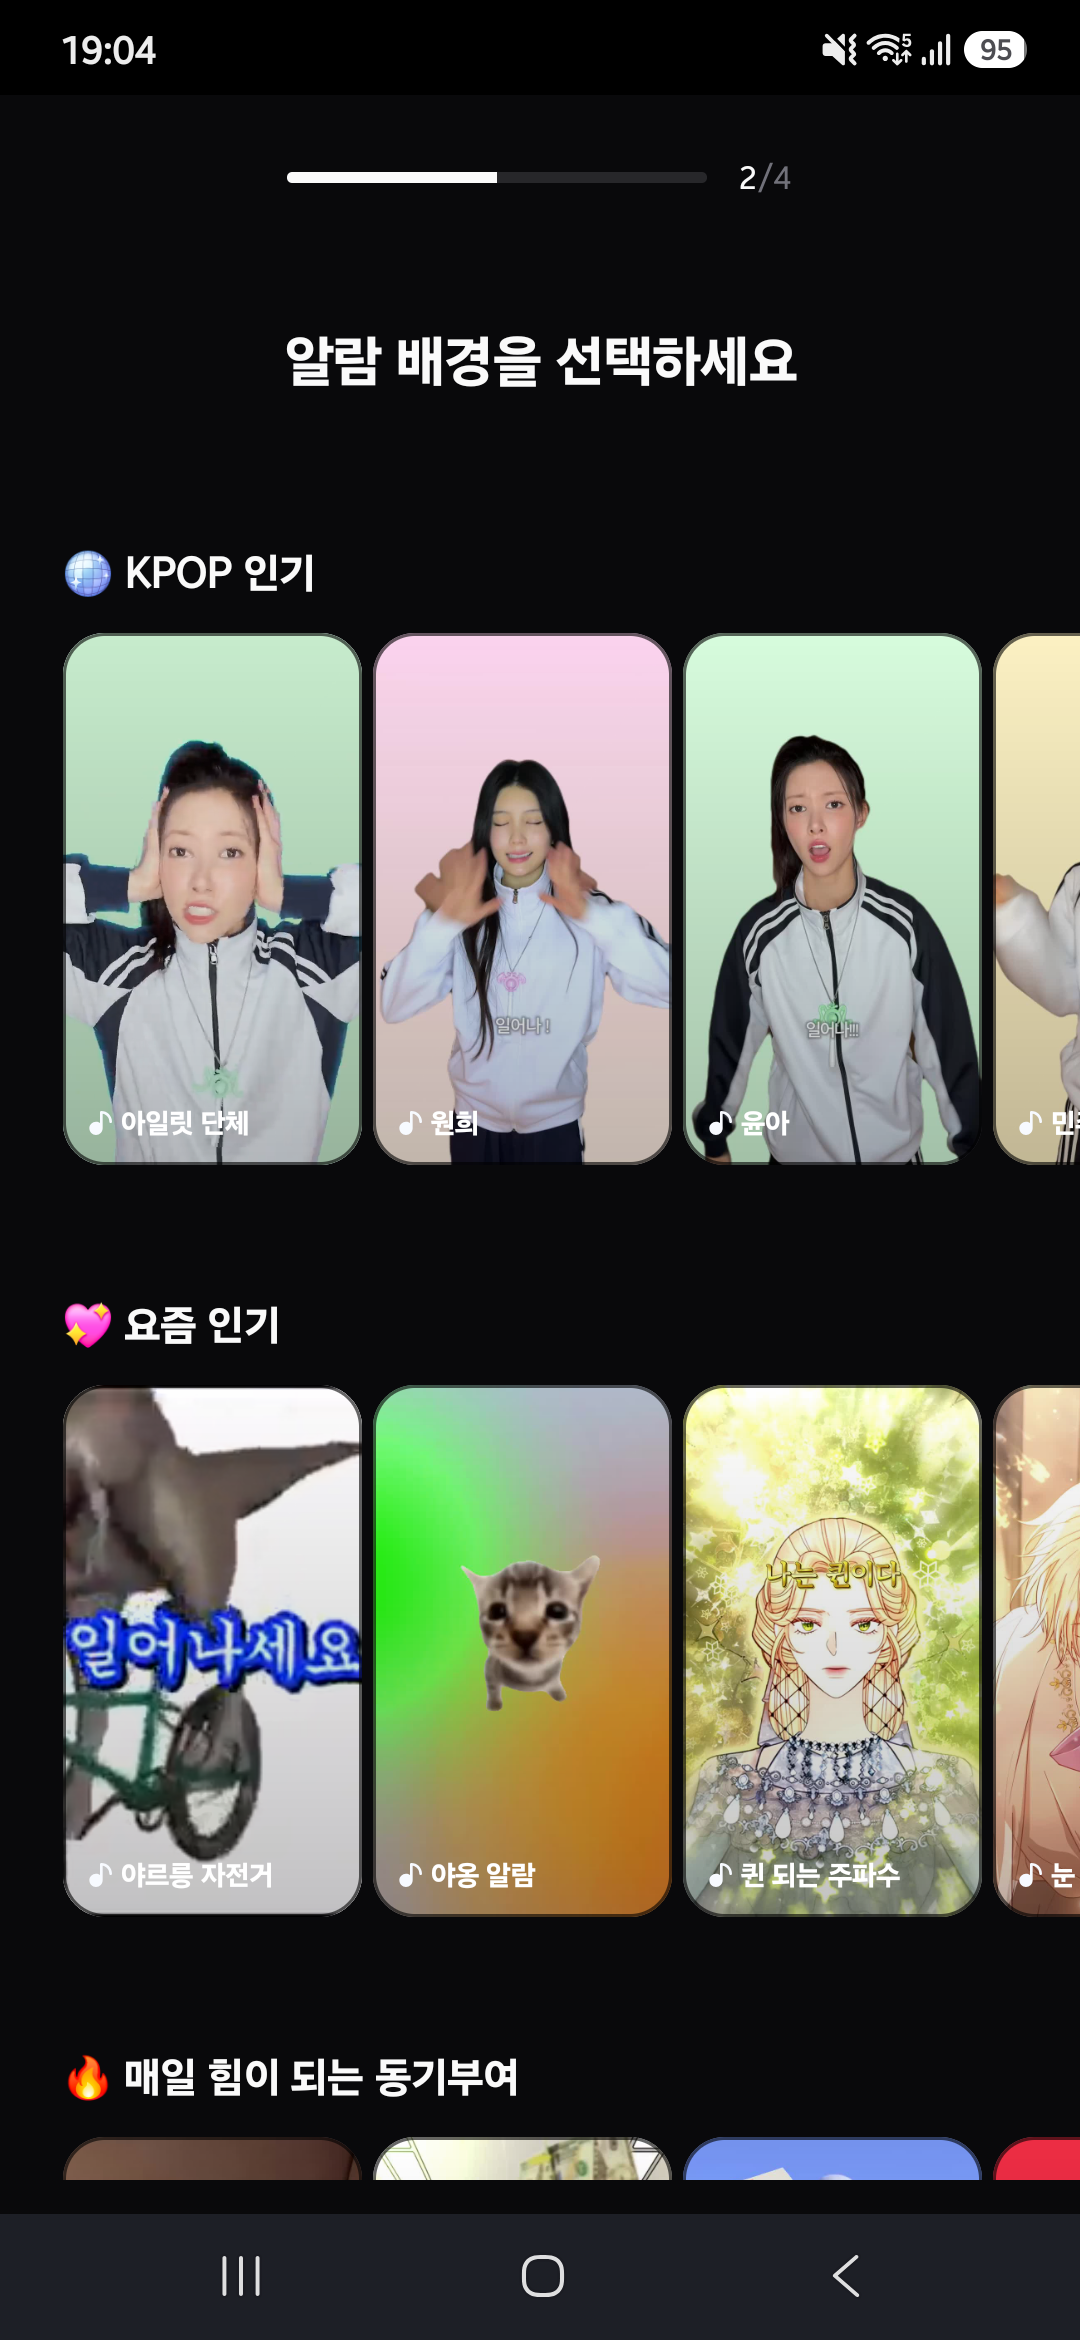 19:04
5
95
2/4
알람 배경을 선택하세요
KPOP 인기
일어나 !
일어나!!!
아일릿 단체
원희
윤아
요즘 인기
일어나세요
나는 퀸이다
야르릉 자전거
야옹 알람
퀸 되는 주파수
눈
매일 힘이 되는 동기부여